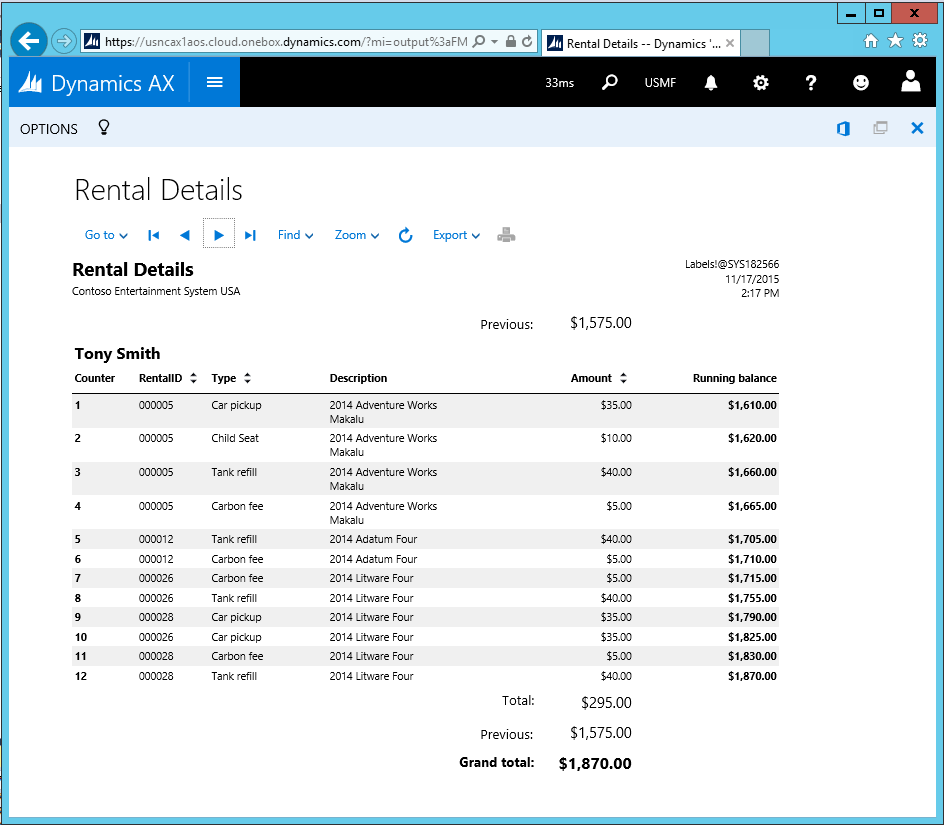 https://usncax1aos.cloud.onebox.dynamics.com/?mi=output%3aFM
Rental Details -- Dynamics '...
Dynamics AX
33ms
USMF
OPTIONS
Rental Details
Go to
Find
Zoom
Export
Rental Details
Labels!@SYS182566
Contoso Entertainment System USA
11/17/2015
2:17 PM
Previous: $1,575.00
Tony Smith
Counter RentalID Type Description Amount Running balance
1 000005 Car pickup 2014 Adventure Works $35.00 $1,610.00
Makalu
2 000005 Child Seat 2014 Adventure Works $10.00 $1,620.00
Makalu
3 000005 Tank refill 2014 Adventure Works $40.00 $1,660.00
Makalu
4 000005 Carbon fee 2014 Adventure Works $5.00 $1,665.00
Makalu
5 000012 Tank refill 2014 Adatum Four $40.00 $1,705.00
6 000012 Carbon fee 2014 Adatum Four $5.00 $1,710.00
7 000026 Carbon fee 2014 Litware Four $5.00 $1,715.00
8 000026 Tank refill 2014 Litware Four $40.00 $1,755.00
9 000028 Car pickup 2014 Litware Four $35.00 $1,790.00
10 000026 Car pickup 2014 Litware Four $35.00 $1,825.00
11 000028 Carbon fee 2014 Litware Four $5.00 $1,830.00
12 000028 Tank refill 2014 Litware Four $40.00 $1,870.00
Total: $295.00
Previous: $1,575.00
Grand total: $1,870.00